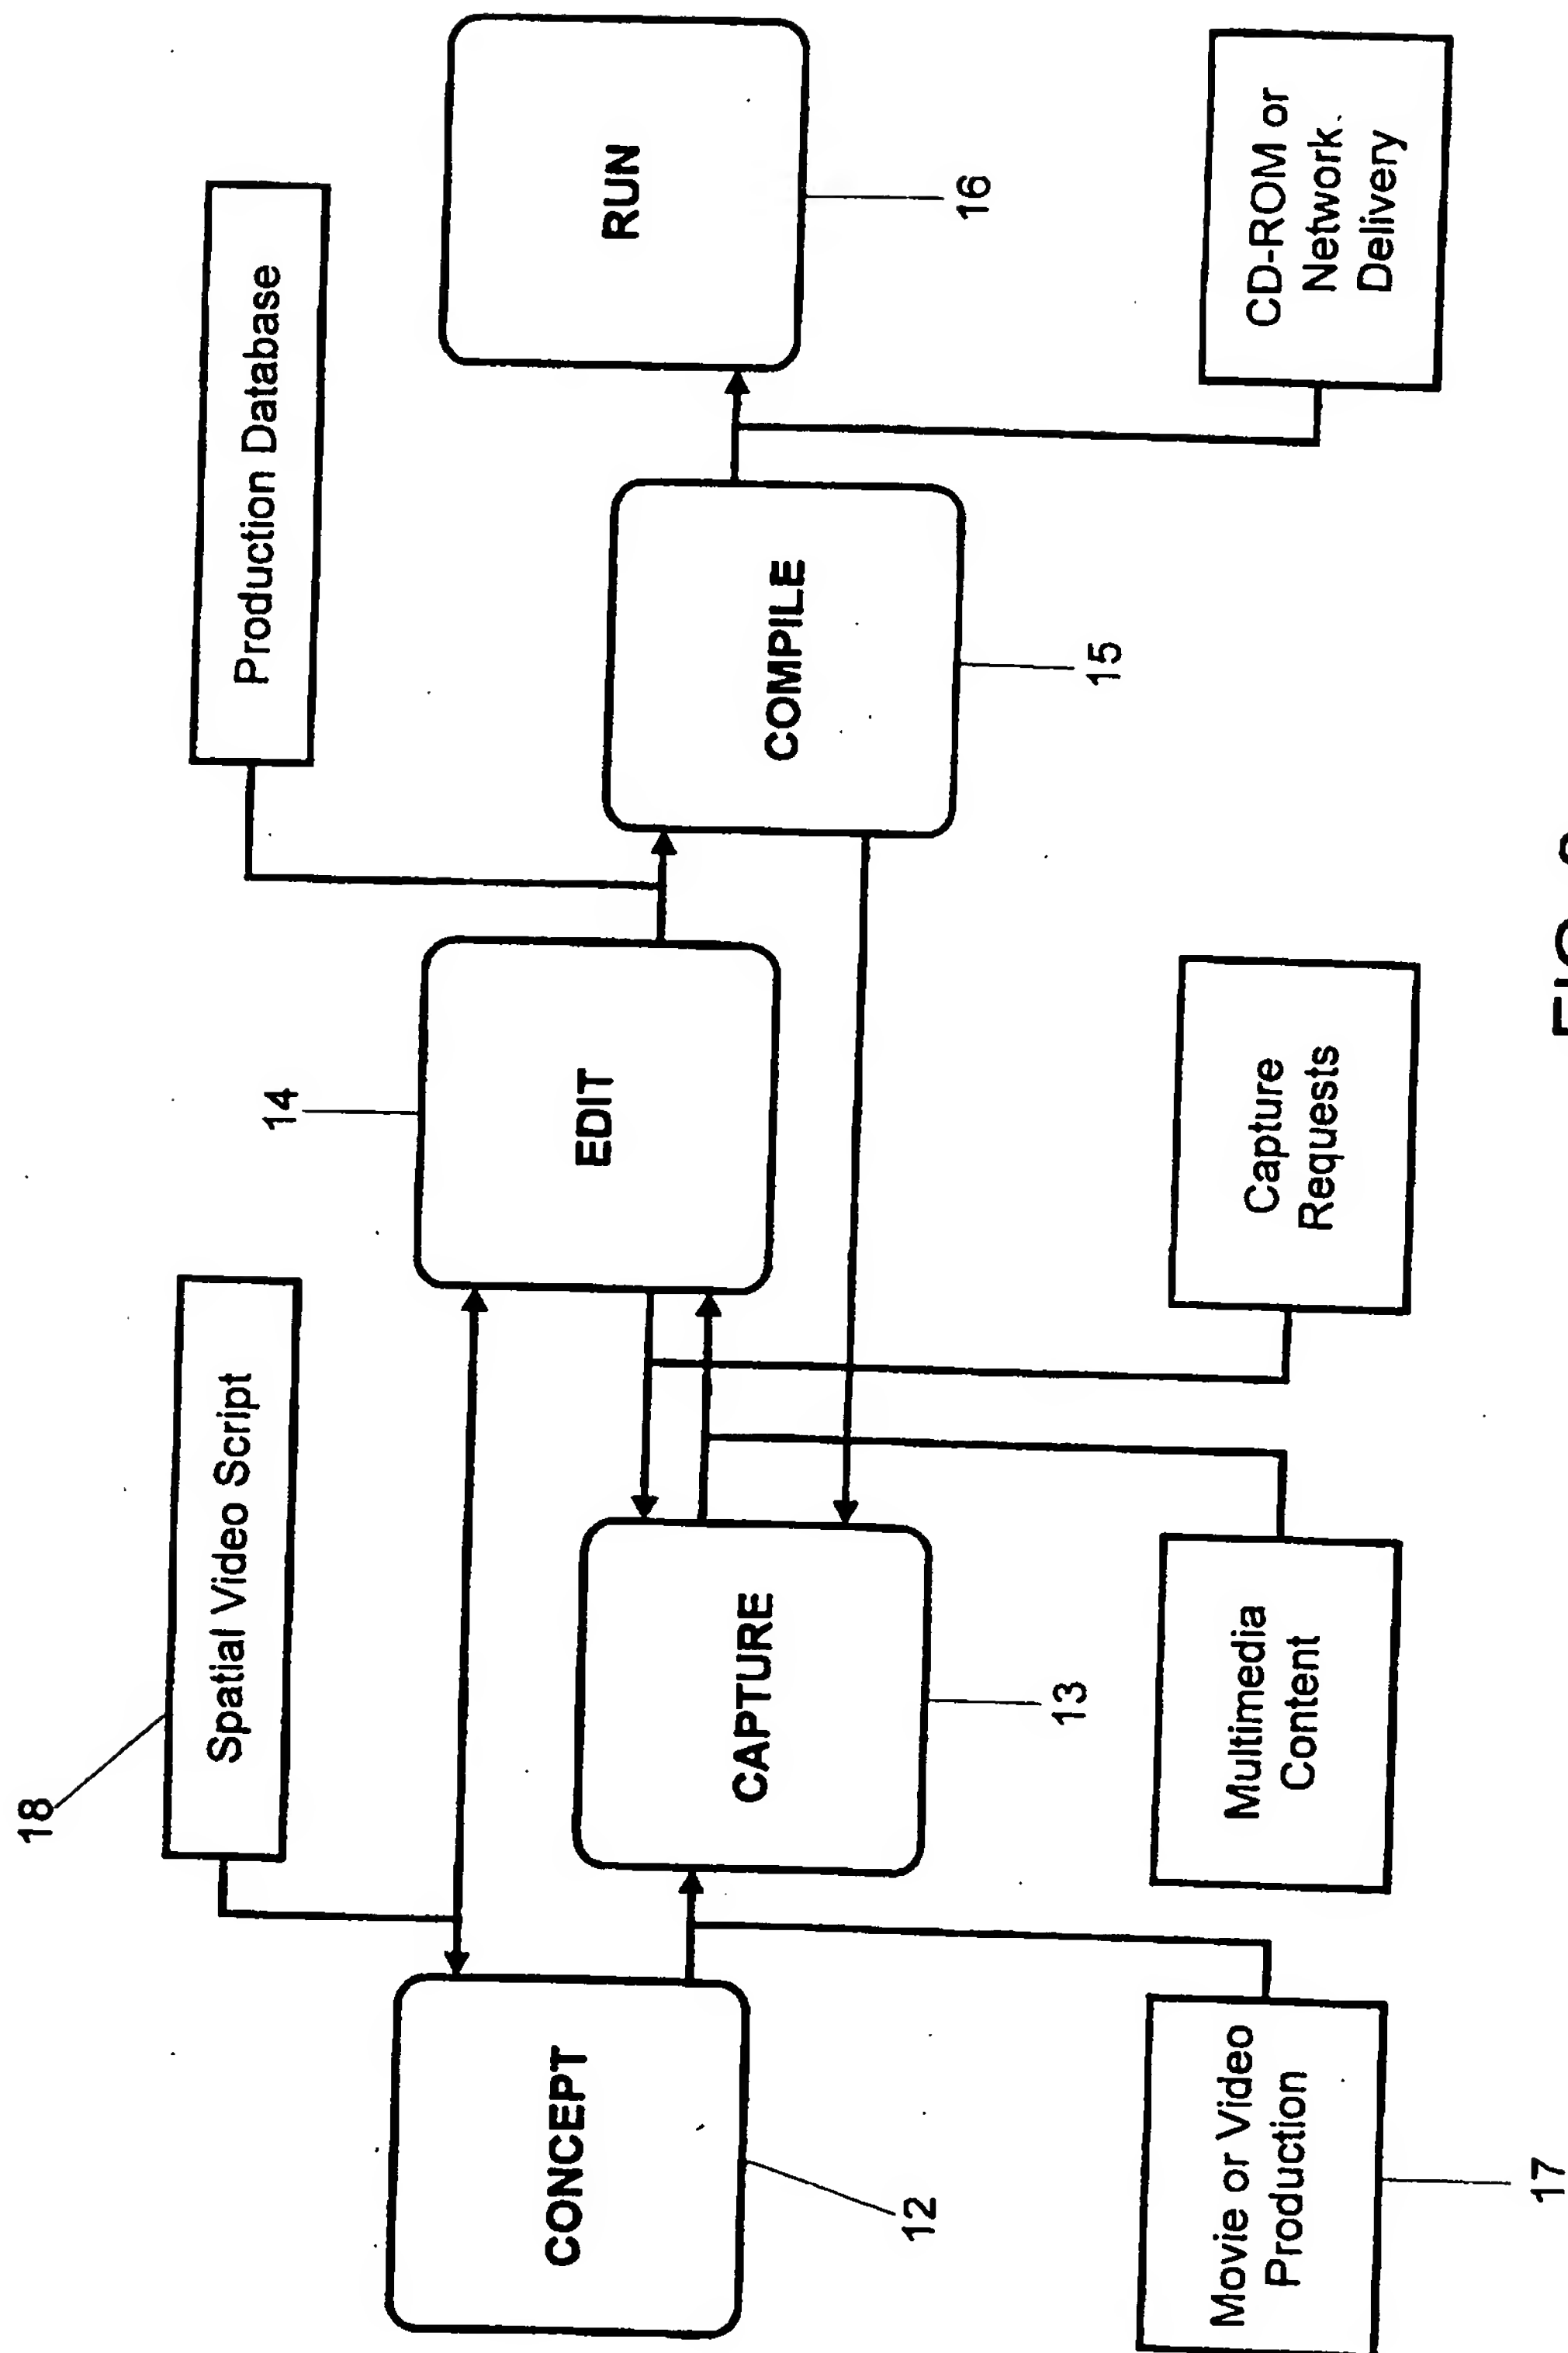 18
Spatial Video Script
Production Database
14
CONCEPT
EDIT
RUN
CAPTURE
COMPILE
12
13
15
16
Movie or Video
Production
Multimedia
Content
Capture
Requests
CD-ROM or
Network
Delivery
17
FIG